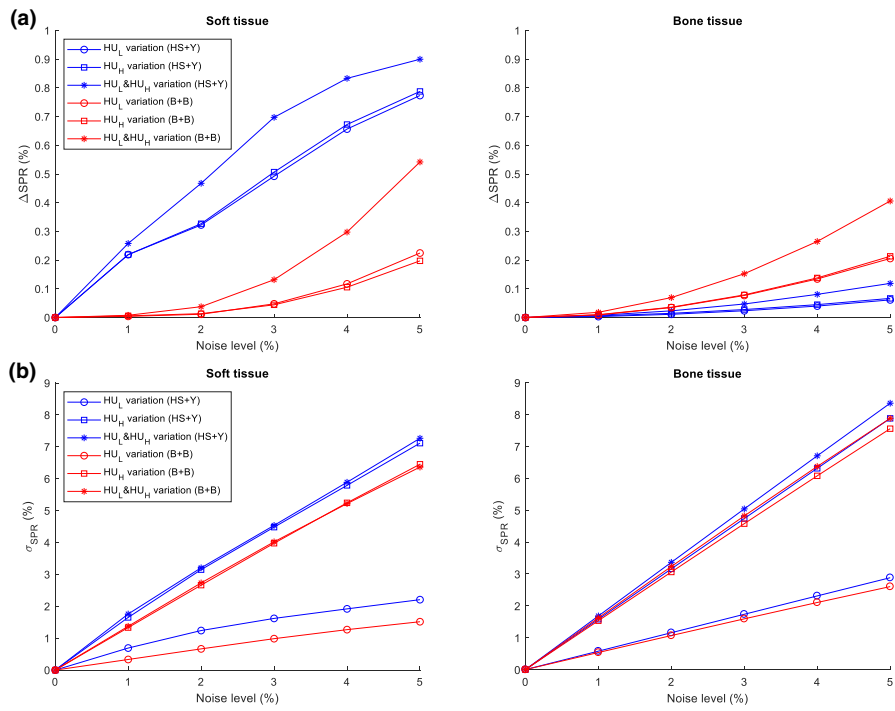 (a)
Soft tissue
ΔSPR (%)
1
0.9
0.8
0.7
0.6
0.5
0.4
0.3
0.2
0.1
0
HU_L variation (HS+Y)
HU_H variation (HS+Y)
HU_L&HU_H variation (HS+Y)
HU_L variation (B+B)
HU_H variation (B+B)
HU_L&HU_H variation (B+B)
0 1 2 3 4 5
Noise level (%)
Bone tissue
ΔSPR (%)
1
0.9
0.8
0.7
0.6
0.5
0.4
0.3
0.2
0.1
0
0 1 2 3 4 5
Noise level (%)
(b)
Soft tissue
σ_SPR (%)
9
8
7
6
5
4
3
2
1
0
HU_L variation (HS+Y)
HU_H variation (HS+Y)
HU_L&HU_H variation (HS+Y)
HU_L variation (B+B)
HU_H variation (B+B)
HU_L&HU_H variation (B+B)
0 1 2 3 4 5
Noise level (%)
Bone tissue
σ_SPR (%)
9
8
7
6
5
4
3
2
1
0
0 1 2 3 4 5
Noise level (%)